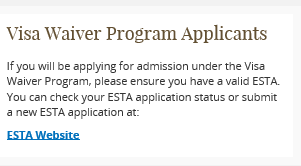 Visa Waiver Program Applicants
If you will be applying for admission under the Visa
Waiver Program, please ensure you have a valid ESTA.
You can check your ESTA application status or submit
a new ESTA application at:
ESTA Website